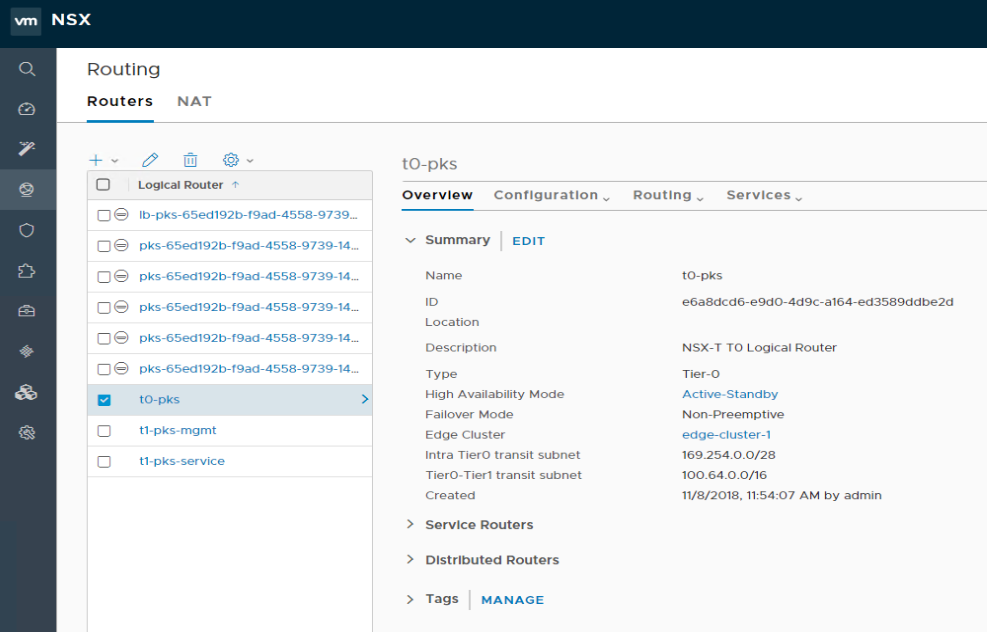 vm NSX
Routing
Routers NAT
Logical Router ↑
lb-pks-65ed192b-f9ad-4558-9739...
pks-65ed192b-f9ad-4558-9739-14...
pks-65ed192b-f9ad-4558-9739-14...
pks-65ed192b-f9ad-4558-9739-14...
pks-65ed192b-f9ad-4558-9739-14...
pks-65ed192b-f9ad-4558-9739-14...
t0-pks
t1-pks-mgmt
t1-pks-service
t0-pks
Overview Configuration Routing Services
Summary EDIT
Name t0-pks
ID e6a8dcd6-e9d0-4d9c-a164-ed3589ddbe2d
Location
Description NSX-T T0 Logical Router
Type Tier-0
High Availability Mode Active-Standby
Failover Mode Non-Preemptive
Edge Cluster edge-cluster-1
Intra Tier0 transit subnet 169.254.0.0/28
Tier0-Tier1 transit subnet 100.64.0.0/16
Created 11/8/2018, 11:54:07 AM by admin
Service Routers
Distributed Routers
Tags MANAGE